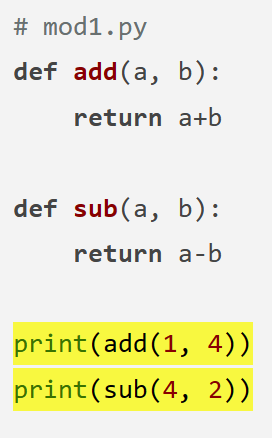 # mod1.py
def add(a, b):
    return a+b

def sub(a, b):
    return a-b

print(add(1, 4))
print(sub(4, 2))